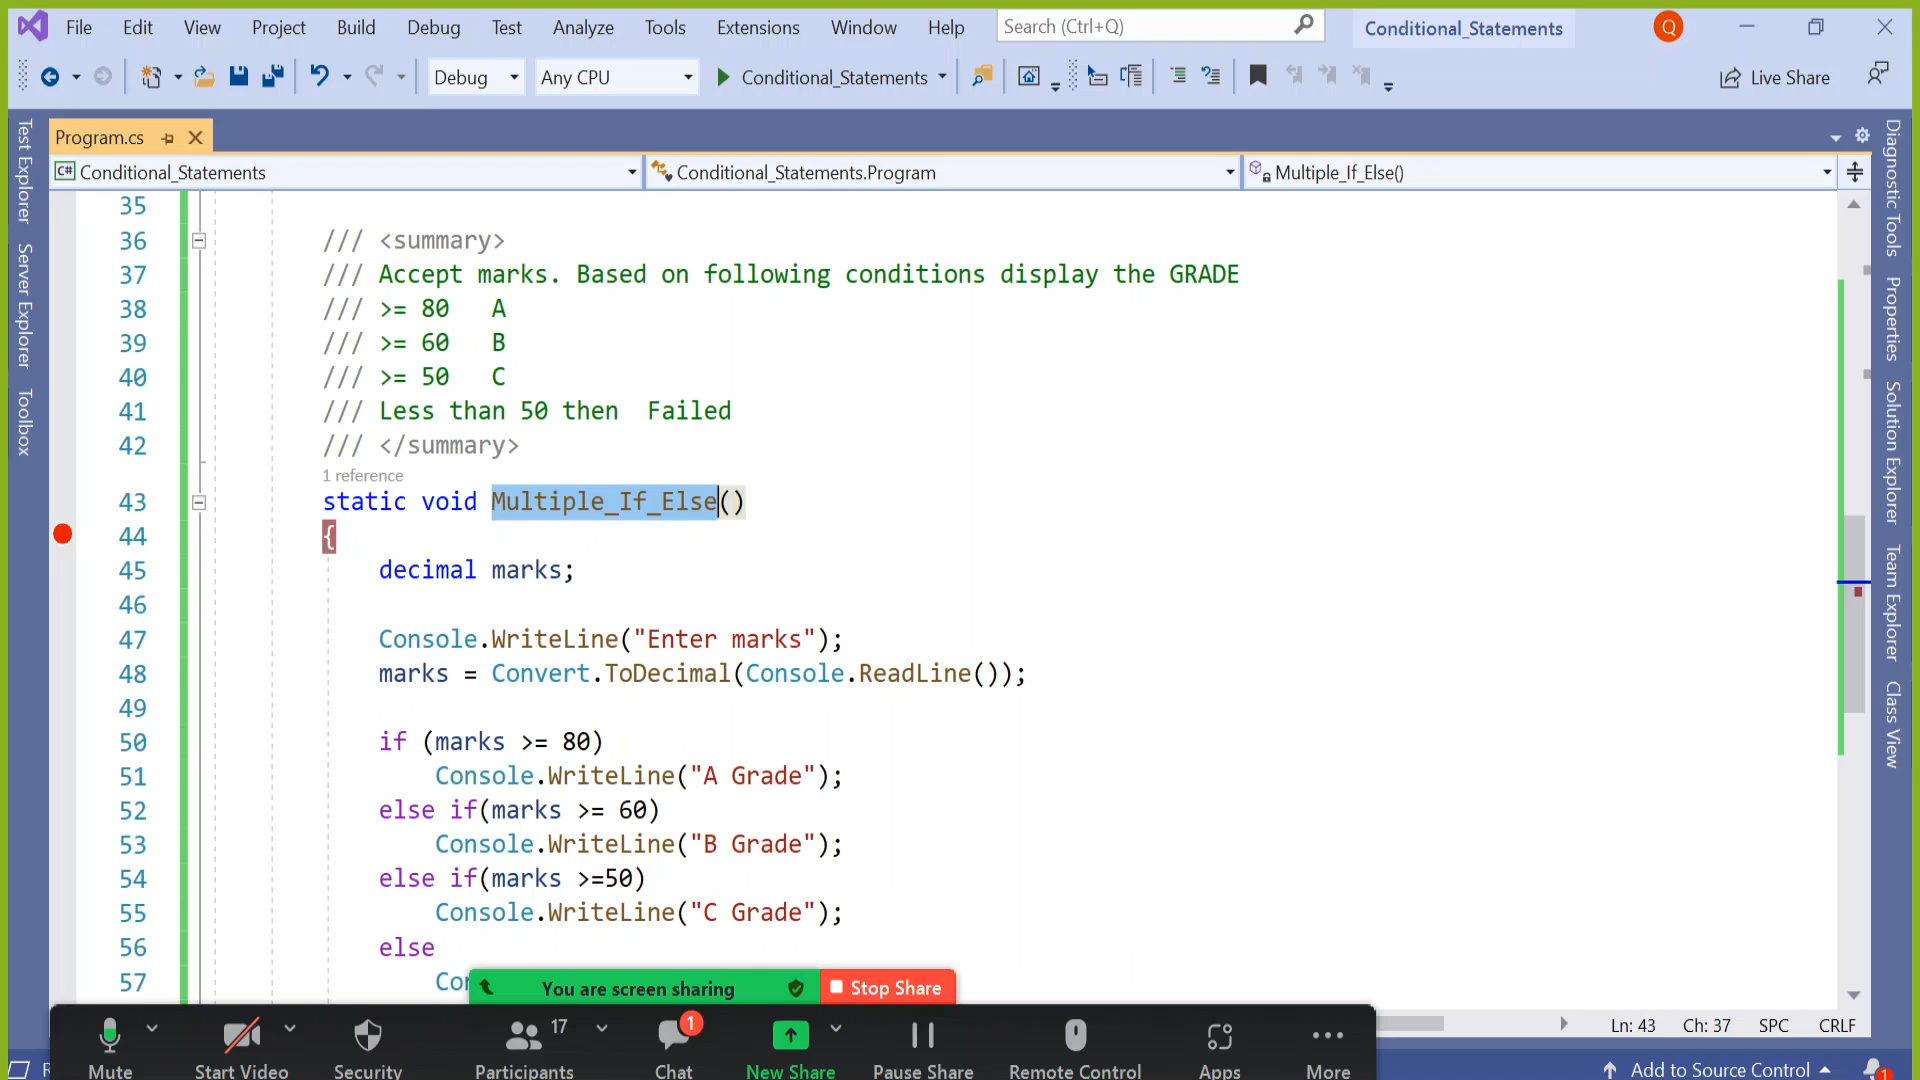 File Edit View Project Build Debug Test Analyze Tools Extensions Window Help Search (Ctrl+Q) Conditional_Statements Q
Debug Any CPU Conditional_Statements Live Share
Program.cs
C# Conditional_Statements Conditional_Statements.Program Multiple_If_Else()
Test Explorer
Server Explorer
Toolbox
35
36 /// <summary>
37 /// Accept marks. Based on following conditions display the GRADE
38 /// >= 80 A
39 /// >= 60 B
40 /// >= 50 C
41 /// Less than 50 then Failed
42 /// </summary>
1 reference
43 static void Multiple_If_Else()
44 {
45 decimal marks;
46
47 Console.WriteLine("Enter marks");
48 marks = Convert.ToDecimal(Console.ReadLine());
49
50 if (marks >= 80)
51 Console.WriteLine("A Grade");
52 else if(marks >= 60)
53 Console.WriteLine("B Grade");
54 else if(marks >=50)
55 Console.WriteLine("C Grade");
56 else
57 Con
Diagnostic Tools
Properties
Solution Explorer
Team Explorer
Class View
You are screen sharing Stop Share
Ln: 43 Ch: 37 SPC CRLF
17 1
Mute Start Video Security Participants Chat New Share Pause Share Remote Control Apps More
Add to Source Control 1